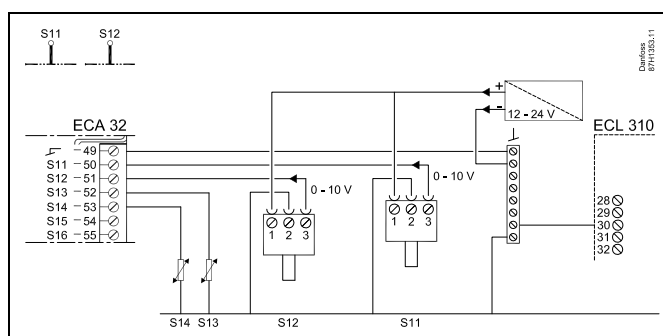 S11 S12
Danfoss
87H1353.11
+
-
12 - 24 V
ECA 32
ECL 310
49
S11 - 50
S12 - 51
S13 - 52
S14 - 53
S15 - 54
S16 - 55
0 - 10 V
0 - 10 V
1 2 3
1 2 3
28
29
30
31
32
S14 S13 S12 S11